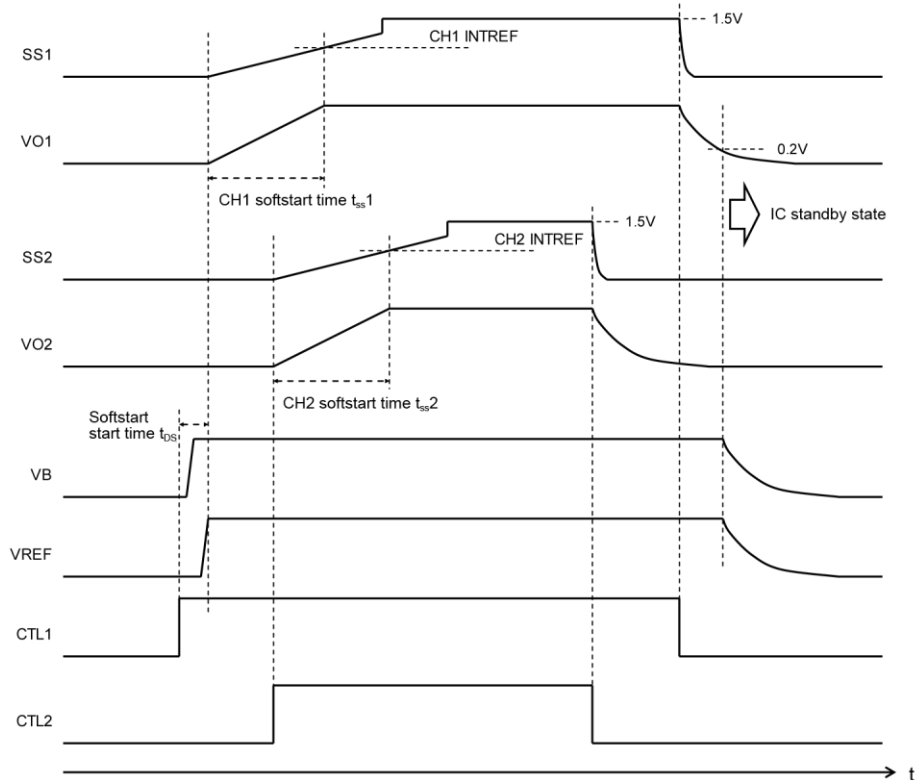 1.5V
CH1 INTREF
SS1
VO1
0.2V
CH1 softstart time tss1
IC standby state
1.5V
CH2 INTREF
SS2
VO2
CH2 softstart time tss2
Softstart
start time tDS
VB
VREF
CTL1
CTL2
t